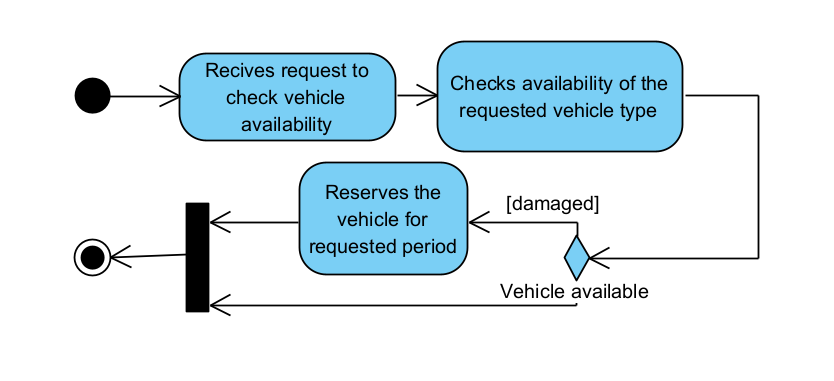 Recives request to
check vehicle
availability
Checks availability of the
requested vehicle type
Reserves the
vehicle for
requested period
[damaged]
Vehicle available